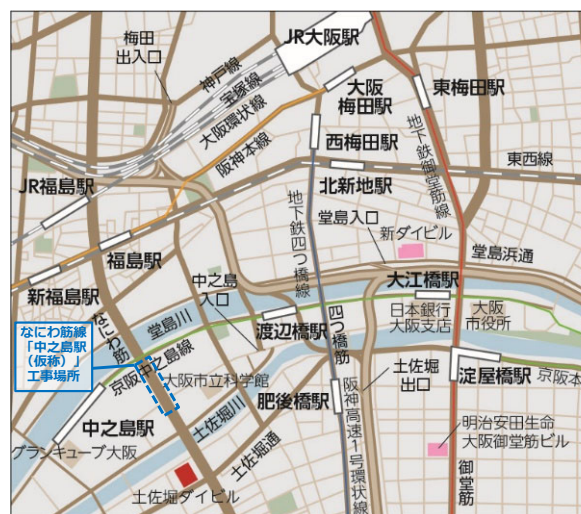 JR大阪駅
梅田
出入口
神戸線
宝塚線
大阪環状線
阪神本線
大阪
梅田駅
東梅田駅
西梅田駅
地下鉄御堂筋線
東西線
JR福島駅
北新地駅
地下鉄四つ橋線
堂島入口
新ダイビル
堂島浜通
福島駅
新福島駅
中之島
入口
大江橋駅
なにわ筋
堂島川
渡辺橋駅
四つ橋筋
日本銀行
大阪支店
大阪
市役所
なにわ筋線
「中之島駅
(仮称)」
工事場所
京阪中之島線
大阪市立科学館
土佐堀
出口
淀屋橋駅
京阪本
中之島駅
土佐堀川
肥後橋駅
阪神高速1号環状線
グランキューブ大阪
土佐堀通
明治安田生命
大阪御堂筋ビル
御堂筋
土佐堀ダイビル